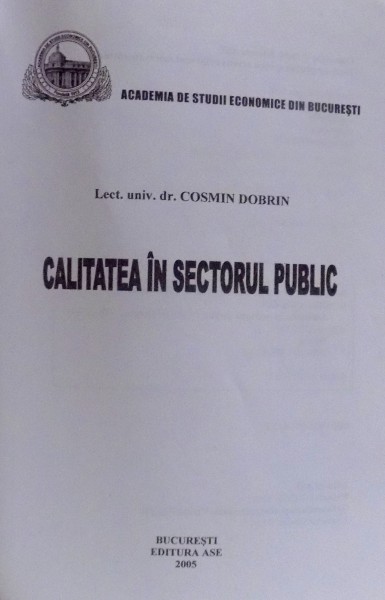 ACADEMIA DE STUDII ECONOMICE DIN BUCUREŞTI
Lect. univ. dr. COSMIN DOBRIN
CALITATEA ÎN SECTORUL PUBLIC
BUCUREŞTI
EDITURA ASE
2005